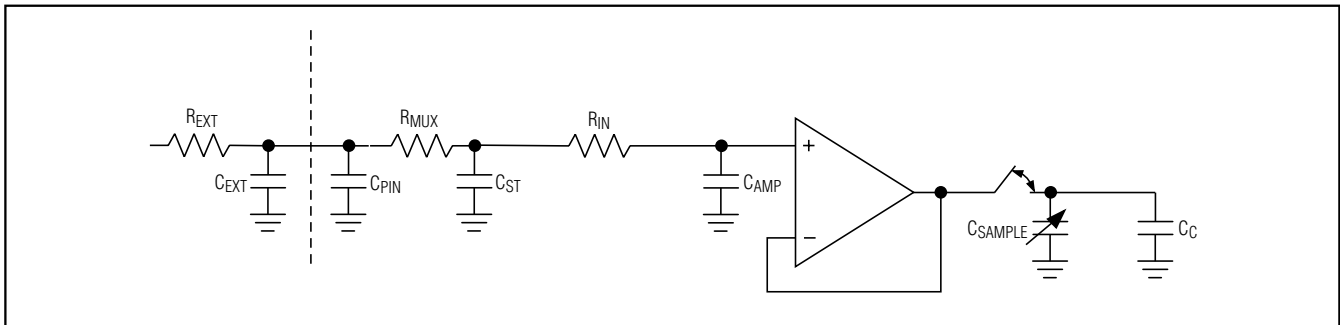 REXT
CEXT
CPIN
RMUX
CST
RIN
CAMP
+
−
CSAMPLE
CC